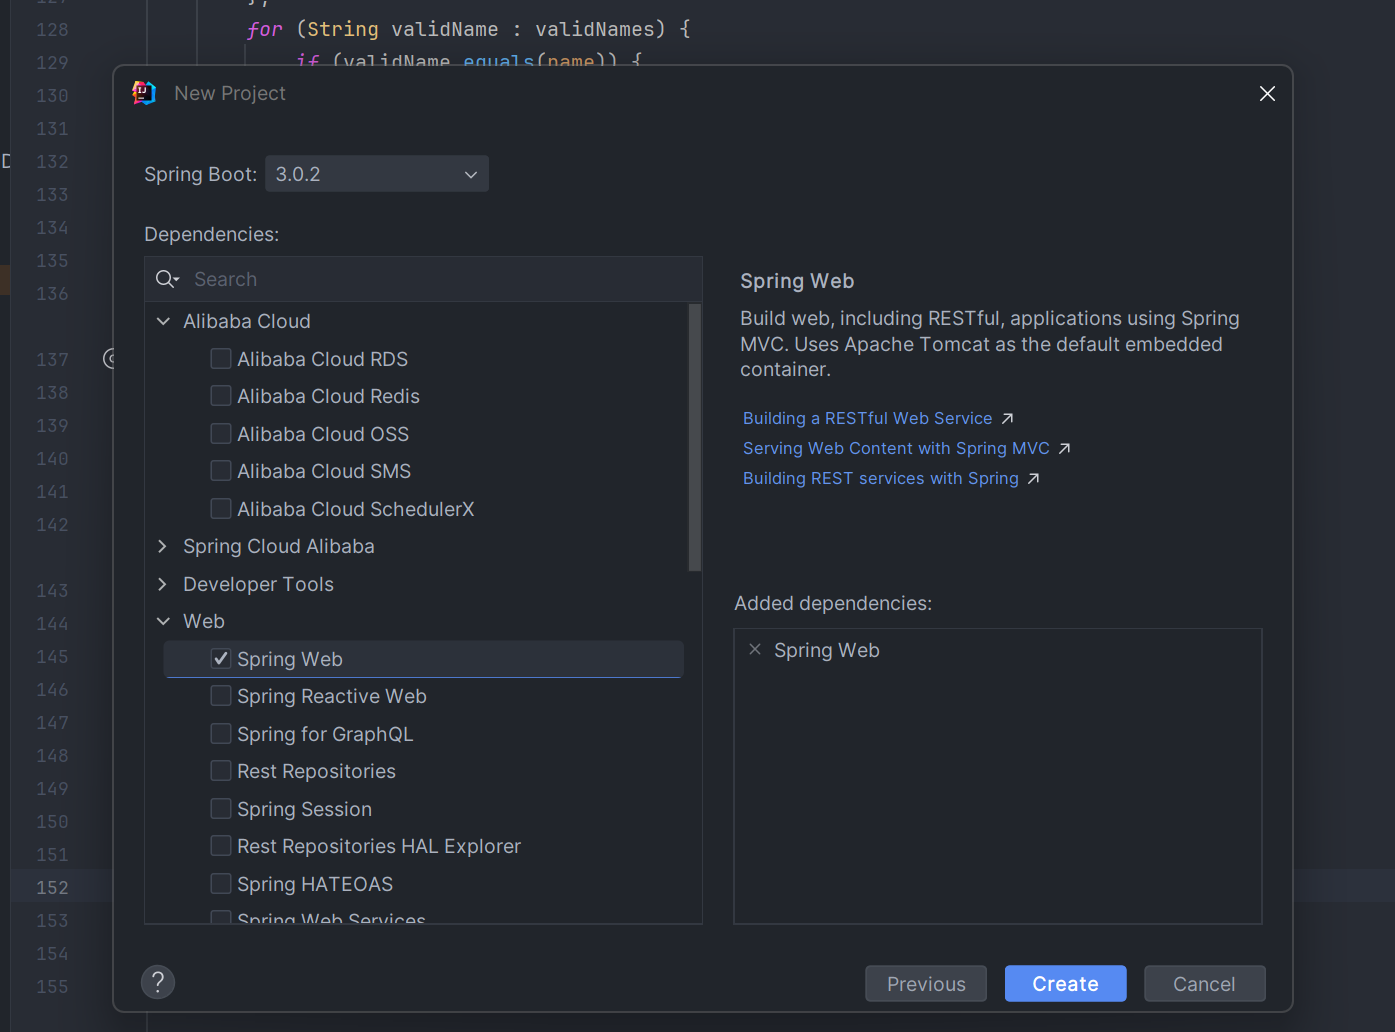 127
};
128
for (String validName : validNames) {
129
if (validName.equals(name)) {
130
131
132
133
134
135
136
137
138
139
140
141
142
143
144
145
146
147
148
149
150
151
152
153
154
155
D
IJ
New Project
Spring Boot:
3.0.2
Dependencies:
Search
Alibaba Cloud
Alibaba Cloud RDS
Alibaba Cloud Redis
Alibaba Cloud OSS
Alibaba Cloud SMS
Alibaba Cloud SchedulerX
Spring Cloud Alibaba
Developer Tools
Web
Spring Web
Spring Reactive Web
Spring for GraphQL
Rest Repositories
Spring Session
Rest Repositories HAL Explorer
Spring HATEOAS
Spring Web Services
Spring Web
Build web, including RESTful, applications using Spring
MVC. Uses Apache Tomcat as the default embedded
container.
Building a RESTful Web Service
Serving Web Content with Spring MVC
Building REST services with Spring
Added dependencies:
Spring Web
?
Previous
Create
Cancel